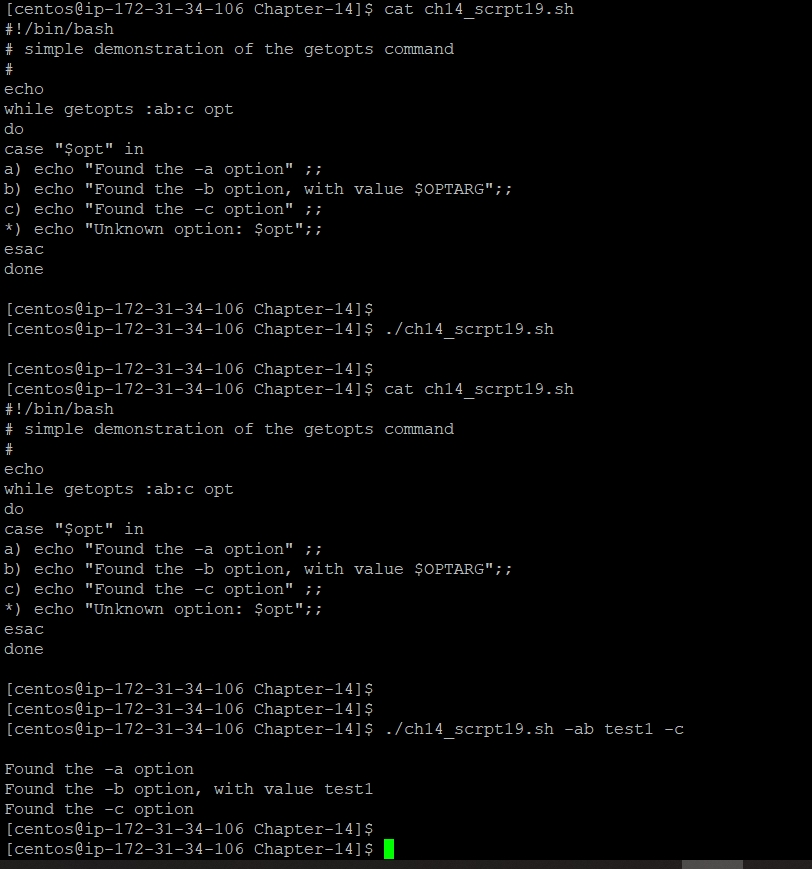 [centos@ip-172-31-34-106 Chapter-14]$ cat ch14_scrpt19.sh
#!/bin/bash
# simple demonstration of the getopts command
#
echo
while getopts :ab:c opt
do
case "$opt" in
a) echo "Found the -a option" ;;
b) echo "Found the -b option, with value $OPTARG";;
c) echo "Found the -c option" ;;
*) echo "Unknown option: $opt";;
esac
done
[centos@ip-172-31-34-106 Chapter-14]$
[centos@ip-172-31-34-106 Chapter-14]$ ./ch14_scrpt19.sh
[centos@ip-172-31-34-106 Chapter-14]$
[centos@ip-172-31-34-106 Chapter-14]$ cat ch14_scrpt19.sh
#!/bin/bash
# simple demonstration of the getopts command
#
echo
while getopts :ab:c opt
do
case "$opt" in
a) echo "Found the -a option" ;;
b) echo "Found the -b option, with value $OPTARG";;
c) echo "Found the -c option" ;;
*) echo "Unknown option: $opt";;
esac
done
[centos@ip-172-31-34-106 Chapter-14]$
[centos@ip-172-31-34-106 Chapter-14]$
[centos@ip-172-31-34-106 Chapter-14]$ ./ch14_scrpt19.sh -ab test1 -c
Found the -a option
Found the -b option, with value test1
Found the -c option
[centos@ip-172-31-34-106 Chapter-14]$
[centos@ip-172-31-34-106 Chapter-14]$